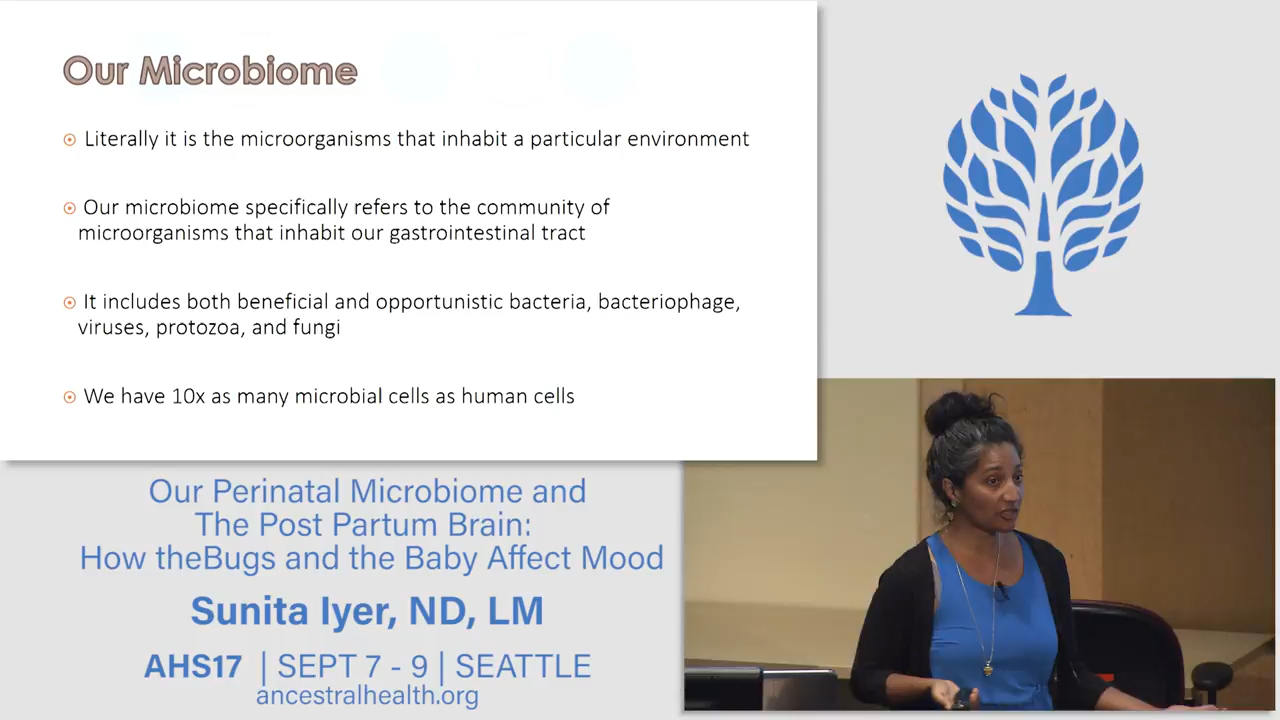 Our Microbiome
Literally it is the microorganisms that inhabit a particular environment
Our microbiome specifically refers to the community of
microorganisms that inhabit our gastrointestinal tract
It includes both beneficial and opportunistic bacteria, bacteriophage,
viruses, protozoa, and fungi
We have 10x as many microbial cells as human cells
Our Perinatal Microbiome and
The Post Partum Brain:
How theBugs and the Baby Affect Mood
Sunita Iyer, ND, LM
AHS17 | SEPT 7 - 9 | SEATTLE
ancestralhealth.org